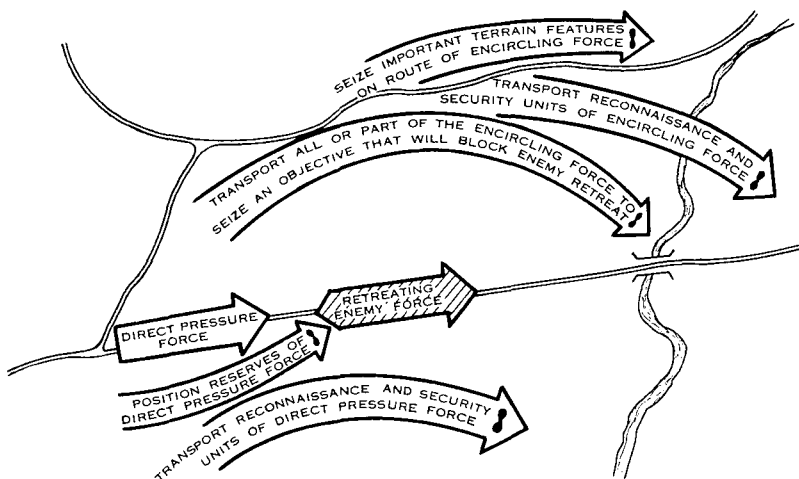 SEIZE IMPORTANT TERRAIN FEATURES
ON ROUTE OF ENCIRCLING FORCE
TRANSPORT RECONNAISSANCE AND
SECURITY UNITS OF ENCIRCLING FORCE
TRANSPORT ALL OR PART OF THE ENCIRCLING FORCE TO
SEIZE AN OBJECTIVE THAT WILL BLOCK ENEMY RETREAT
RETREATING
ENEMY FORCE
DIRECT PRESSURE
FORCE
POSITION RESERVES OF
DIRECT PRESSURE FORCE
TRANSPORT RECONNAISSANCE AND SECURITY
UNITS OF DIRECT PRESSURE FORCE